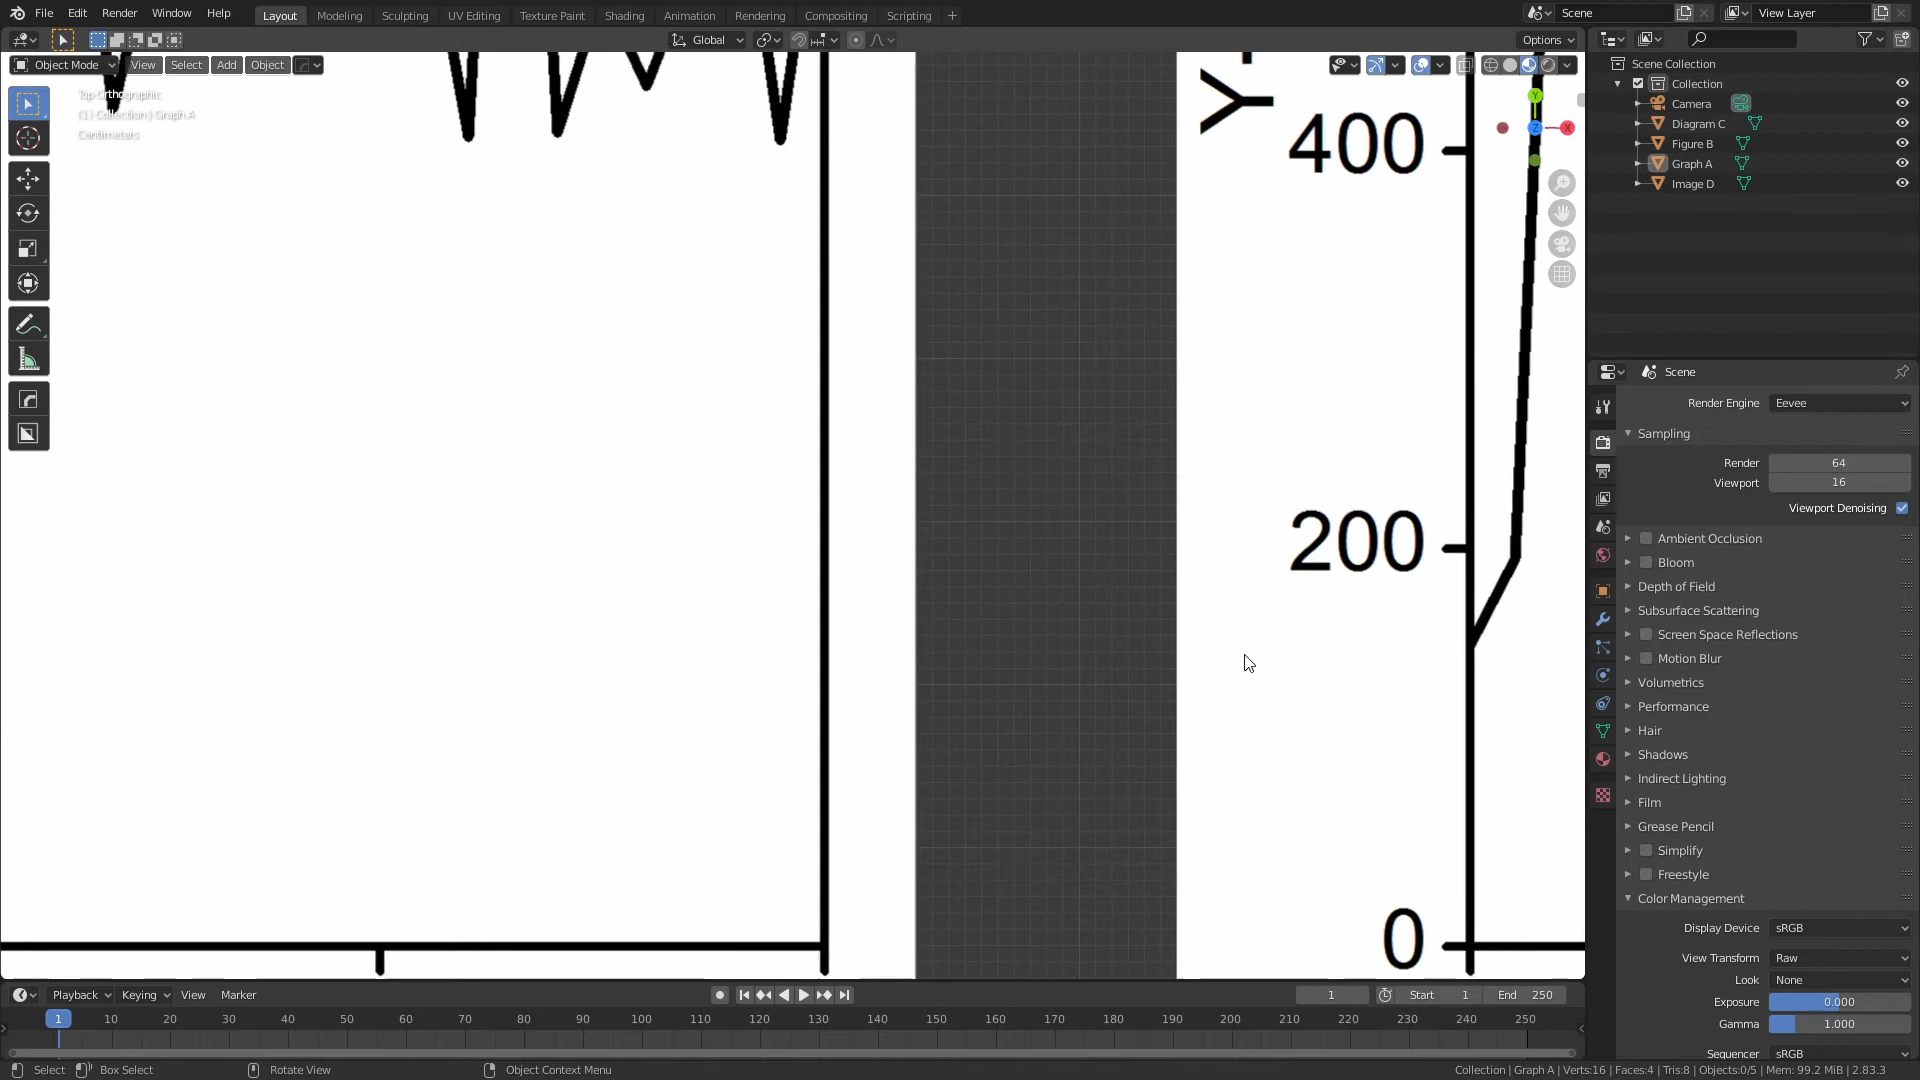 File Edit Render Window Help Layout Modeling Sculpting UV Editing Texture Paint Shading Animation Rendering Compositing Scripting + Scene View Layer
Global Options
Object Mode View Select Add Object
Top Orthographic
(1) Collection | Graph A
Centimeters
Y
Z
X
400
200
0
Scene Collection
Collection
Camera
Diagram C
Figure B
Graph A
Image D
Scene
Render Engine Eevee
Sampling
Render 64
Viewport 16
Viewport Denoising
Ambient Occlusion
Bloom
Depth of Field
Subsurface Scattering
Screen Space Reflections
Motion Blur
Volumetrics
Performance
Hair
Shadows
Indirect Lighting
Film
Grease Pencil
Simplify
Freestyle
Color Management
Display Device sRGB
View Transform Raw
Look None
Exposure 0.000
Gamma 1.000
Sequencer sRGB
Playback Keying View Marker 1 Start 1 End 250
1 10 20 30 40 50 60 70 80 90 100 110 120 130 140 150 160 170 180 190 200 210 220 230 240 250
Select Box Select Rotate View Object Context Menu Collection | Graph A | Verts:16 | Faces:4 | Tris:8 | Objects:0/5 | Mem: 99.2 MiB | 2.83.3